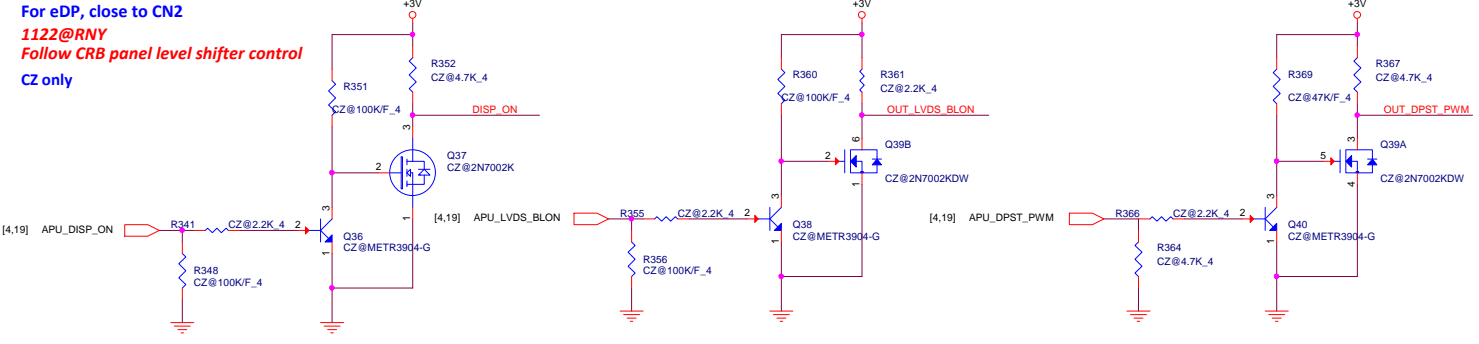 For eDP, close to CN2
1122@RNY
Follow CRB panel level shifter control
CZ only
+3V
R351
CZ@100K/F_4
R352
CZ@4.7K_4
DISP_ON
3
2
Q37
CZ@2N7002K
1
[4,19] APU_DISP_ON
R341
CZ@2.2K_4
2
3
Q36
CZ@METR3904-G
1
R348
CZ@100K/F_4
+3V
R360
CZ@100K/F_4
R361
CZ@2.2K_4
OUT_LVDS_BLON
6
2
Q39B
CZ@2N7002KDW
1
[4,19] APU_LVDS_BLON
R355
CZ@2.2K_4
2
3
Q38
CZ@METR3904-G
1
R356
CZ@100K/F_4
+3V
R369
CZ@47K/F_4
R367
CZ@4.7K_4
OUT_DPST_PWM
3
5
Q39A
CZ@2N7002KDW
4
[4,19] APU_DPST_PWM
R366
CZ@2.2K_4
2
3
Q40
CZ@METR3904-G
1
R364
CZ@4.7K_4